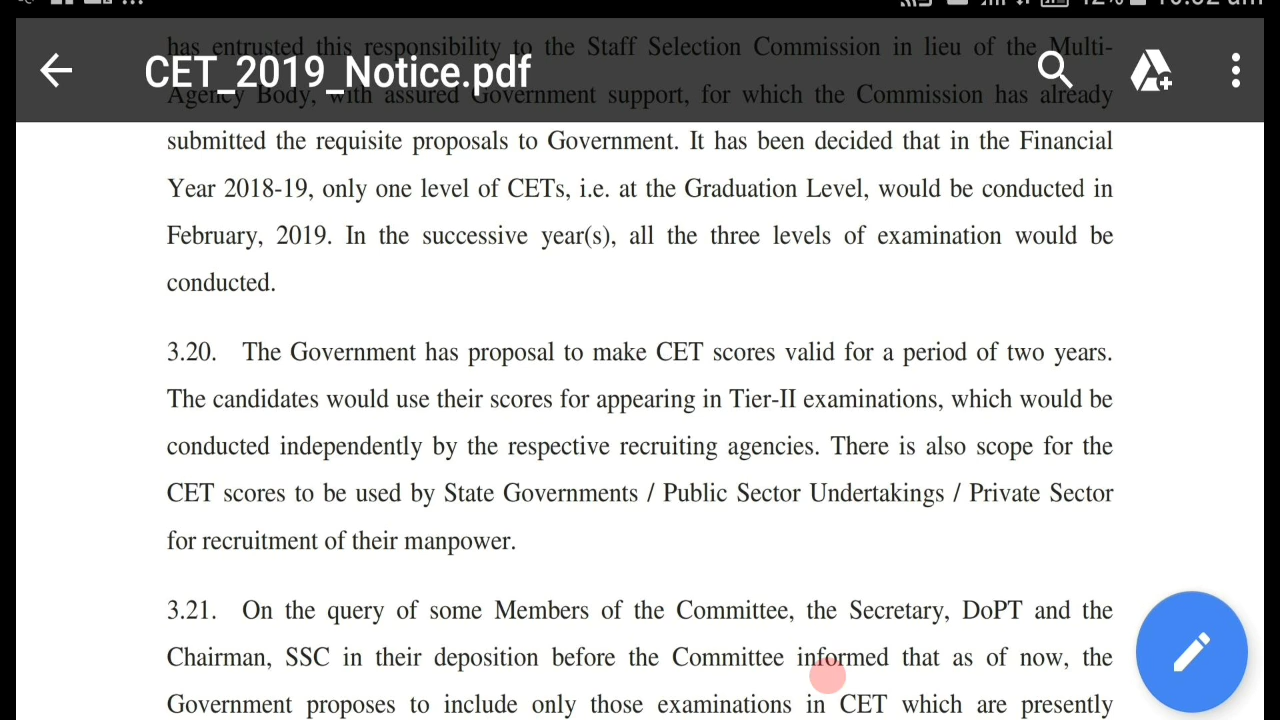 has entrusted this responsibility to the Staff Selection Commission in lieu of the Multi-
CET_2019_Notice.pdf
Agency Body, with assured Government support, for which the Commission has already
submitted the requisite proposals to Government. It has been decided that in the Financial
Year 2018-19, only one level of CETs, i.e. at the Graduation Level, would be conducted in
February, 2019. In the successive year(s), all the three levels of examination would be
conducted.
3.20. The Government has proposal to make CET scores valid for a period of two years.
The candidates would use their scores for appearing in Tier-II examinations, which would be
conducted independently by the respective recruiting agencies. There is also scope for the
CET scores to be used by State Governments / Public Sector Undertakings / Private Sector
for recruitment of their manpower.
3.21. On the query of some Members of the Committee, the Secretary, DoPT and the
Chairman, SSC in their deposition before the Committee informed that as of now, the
Government proposes to include only those examinations in CET which are presently